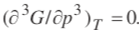 (∂³G/∂p³)_T = 0.